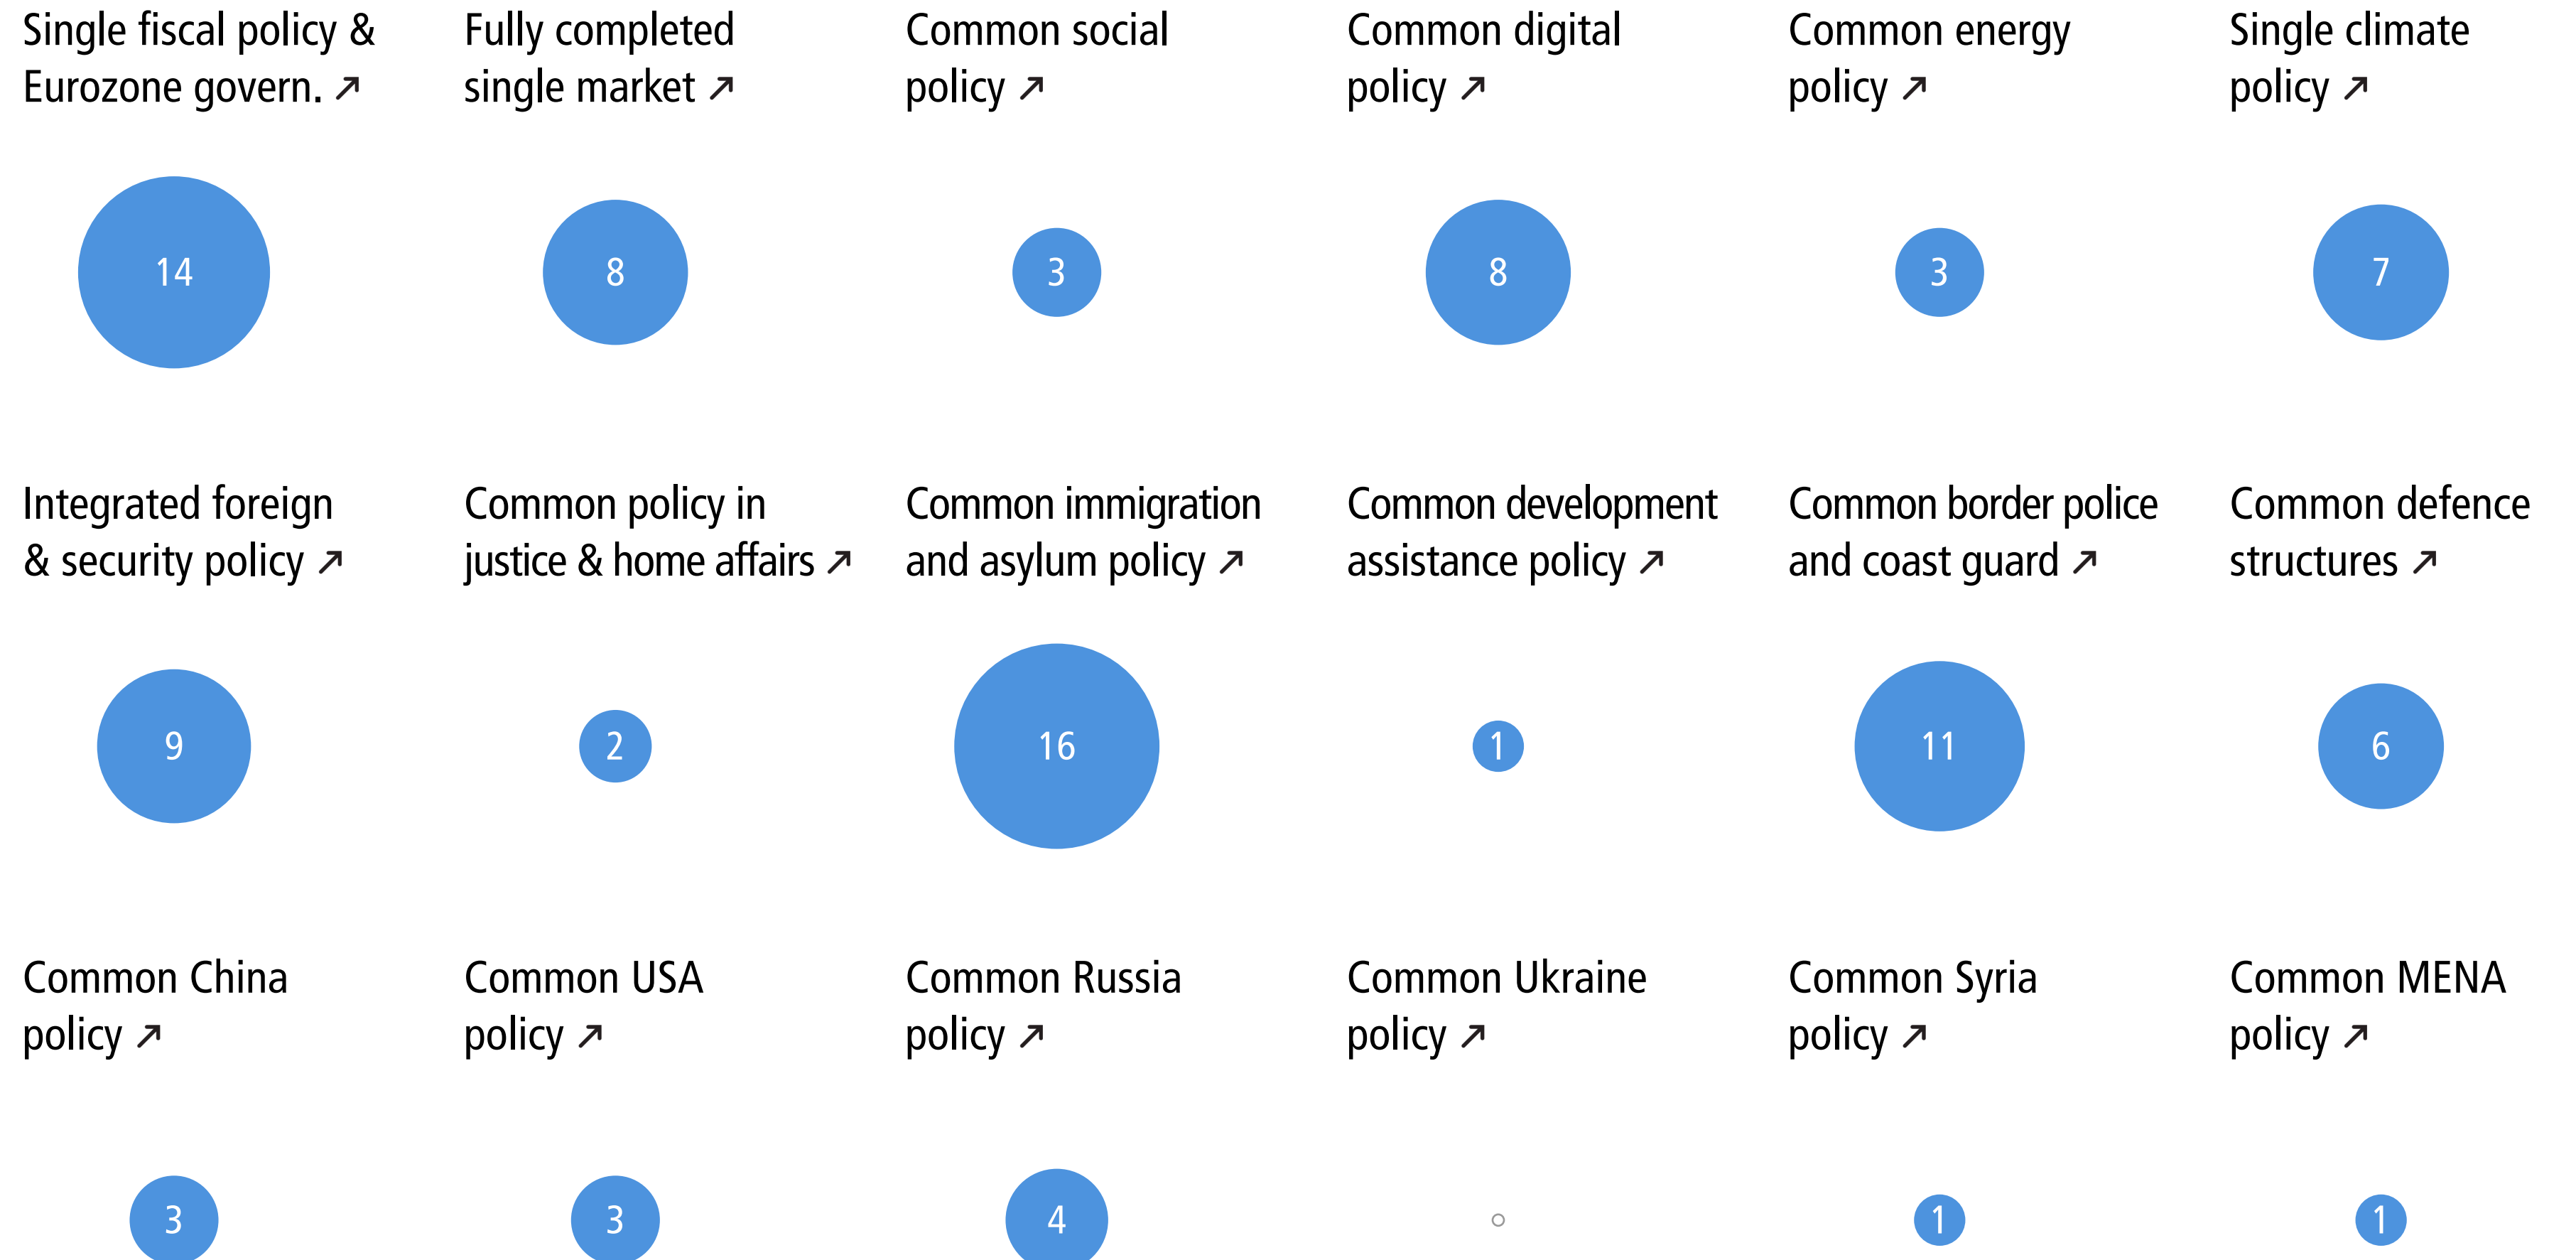 Single fiscal policy &
Eurozone govern. ↗
Fully completed
single market ↗
Common social
policy ↗
Common digital
policy ↗
Common energy
policy ↗
Single climate
policy ↗
14
8
3
8
3
7
Integrated foreign
& security policy ↗
Common policy in
justice & home affairs ↗
Common immigration
and asylum policy ↗
Common development
assistance policy ↗
Common border police
and coast guard ↗
Common defence
structures ↗
9
2
16
1
11
6
Common China
policy ↗
Common USA
policy ↗
Common Russia
policy ↗
Common Ukraine
policy ↗
Common Syria
policy ↗
Common MENA
policy ↗
3
3
4
1
1